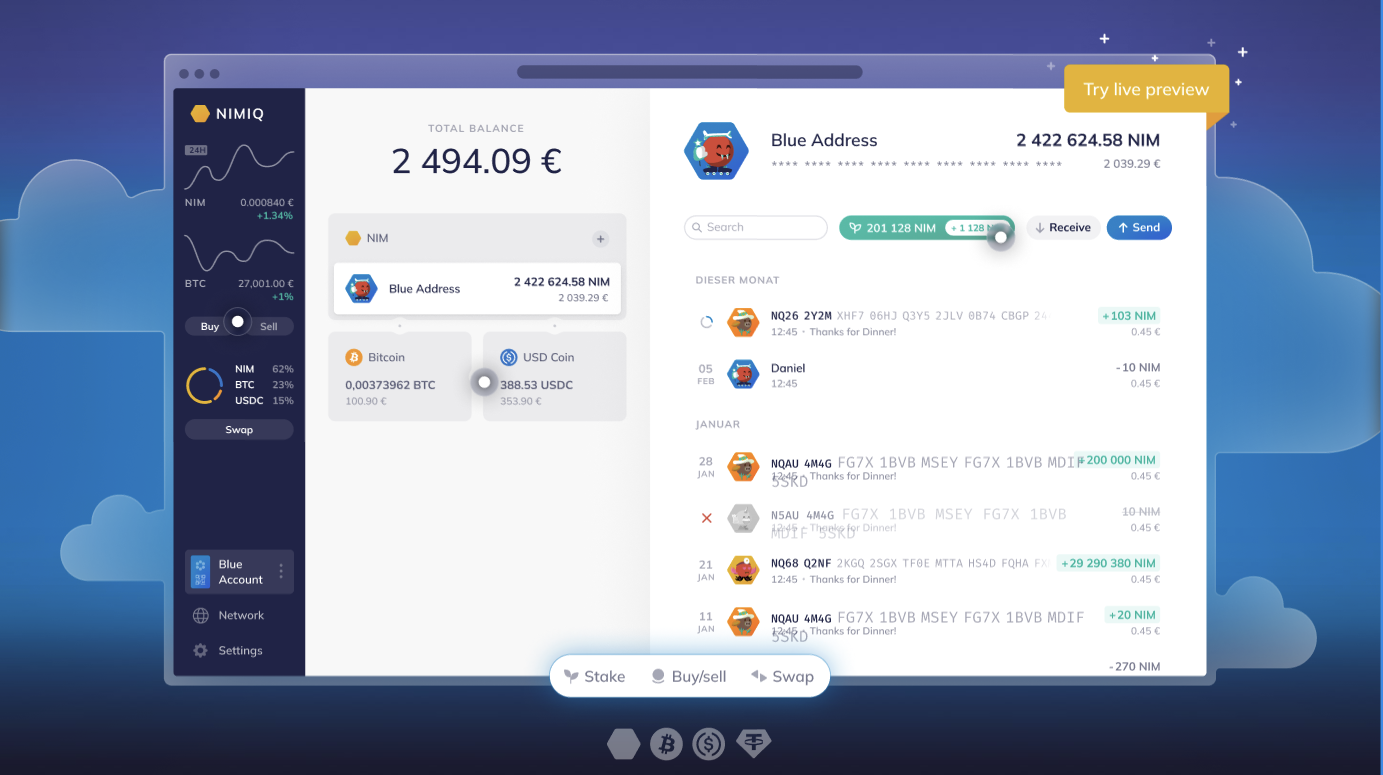 Try live preview
NIMIQ
24H
NIM 0.000840 €
+1.34%
BTC 27,001.00 €
+1%
Buy Sell
NIM 62%
BTC 23%
USDC 15%
Swap
Blue
Account
Network
Settings
TOTAL BALANCE
2 494.09 €
NIM +
Blue Address 2 422 624.58 NIM
2 039.29 €
Bitcoin
0,00373962 BTC
100.90 €
USD Coin
388.53 USDC
353.90 €
Blue Address 2 422 624.58 NIM
**** **** **** **** **** **** **** **** **** 2 039.29 €
Search 201 128 NIM + 1 128 Receive Send
DIESER MONAT
NQ26 2Y2M XHF7 06HJ Q3Y5 2JLV 0B74 CBGP +103 NIM
12:45 · Thanks for Dinner! 0.45 €
05 Daniel -10 NIM
FEB 12:45 0.45 €
JANUAR
28 NQAU 4M4G FG7X 1BVB MSEY FG7X 1BVB MDIF +200 000 NIM
5SKD
JAN 12:45 · Thanks for Dinner! 0.45 €
N5AU 4M4G FG7X 1BVB MSEY FG7X 1BVB 10 NIM
MDIF 5SKD
12:45 · Thanks for Dinner! 0.45 €
21 NQ68 Q2NF 2KGQ 2SGX TF0E MTTA HS4D FQHA +29 290 380 NIM
JAN 12:45 · Thanks for Dinner! 0.45 €
11 NQAU 4M4G FG7X 1BVB MSEY FG7X 1BVB MDIF +20 NIM
5SKD
JAN 12:45 · Thanks for Dinner! 0.45 €
-270 NIM
Stake Buy/sell Swap